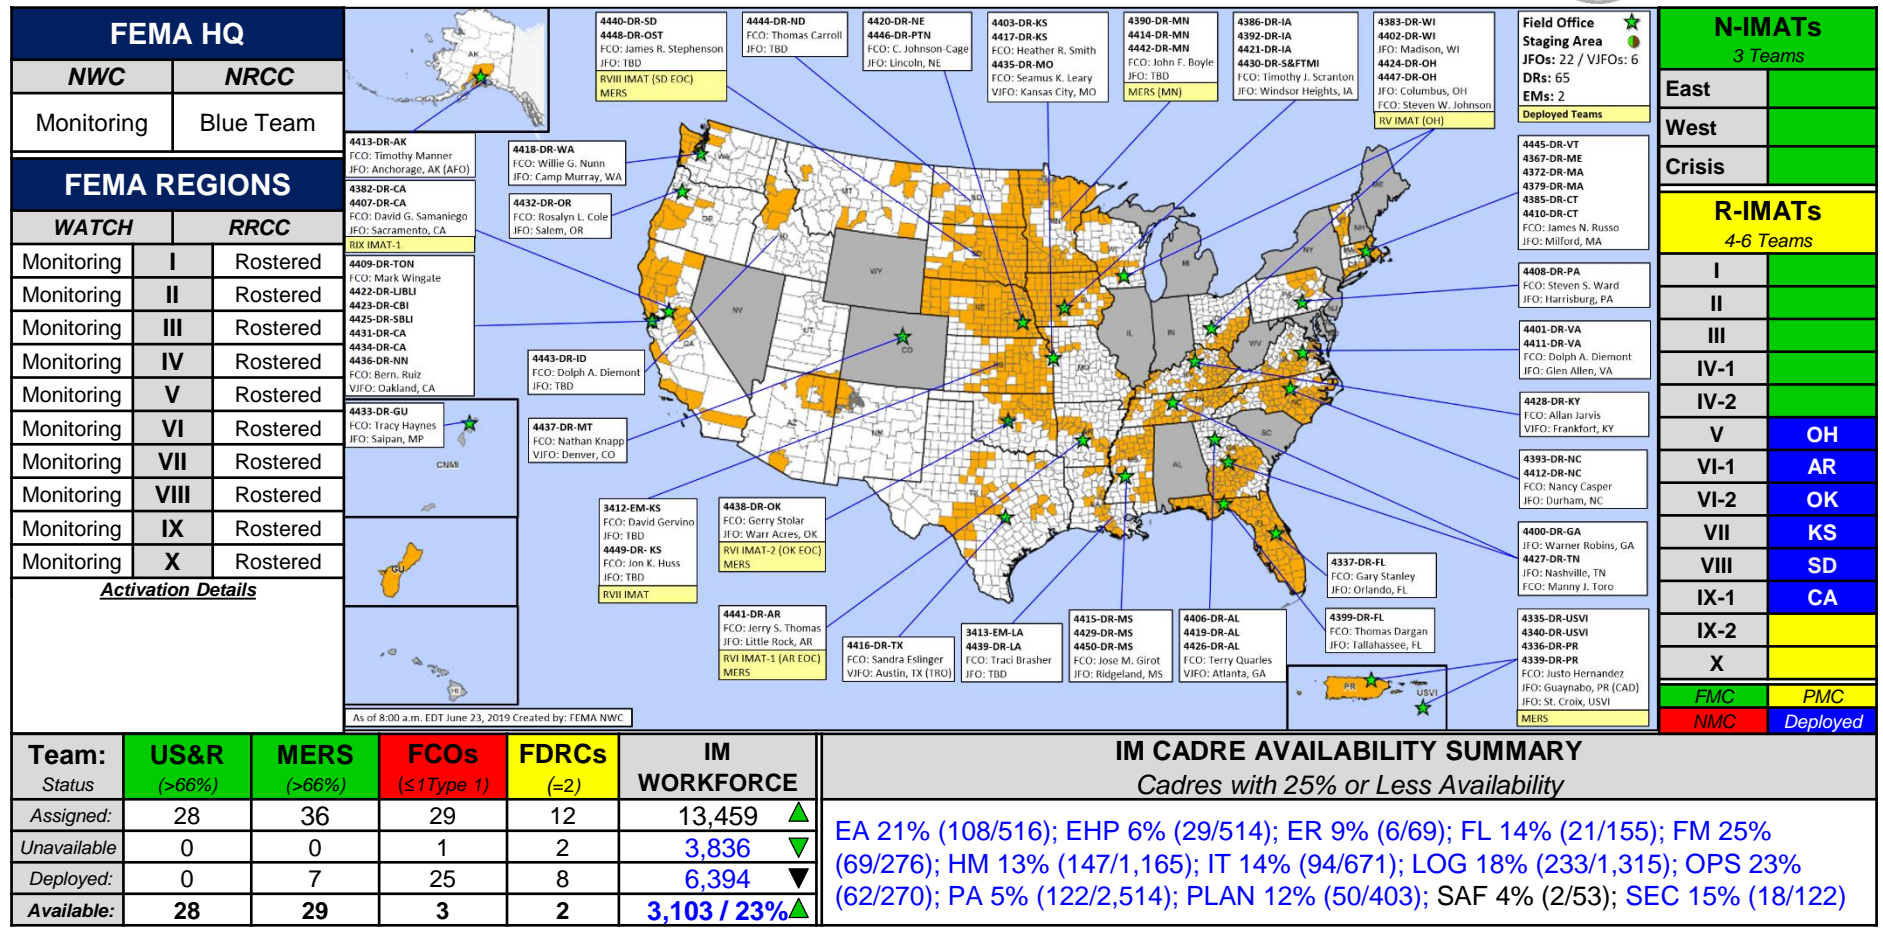 FEMA HQ
NWC NRCC
Monitoring Blue Team
FEMA REGIONS
WATCH RRCC
Monitoring I Rostered
Monitoring II Rostered
Monitoring III Rostered
Monitoring IV Rostered
Monitoring V Rostered
Monitoring VI Rostered
Monitoring VII Rostered
Monitoring VIII Rostered
Monitoring IX Rostered
Monitoring X Rostered
Activation Details
4440-DR-SD
4448-DR-OST
FCO: James R. Stephenson
JFO: TBD
RVIII IMAT (SD EOC)
MERS
4444-DR-ND
FCO: Thomas Carroll
JFO: TBD
4420-DR-NE
4446-DR-PTN
FCO: C. Johnson-Cage
JFO: Lincoln, NE
4403-DR-KS
4417-DR-KS
FCO: Heather R. Smith
4435-DR-MO
FCO: Seamus K. Leary
VJFO: Kansas City, MO
4390-DR-MN
4414-DR-MN
4442-DR-MN
FCO: John F. Boyle
JFO: TBD
MERS (MN)
4386-DR-IA
4392-DR-IA
4421-DR-IA
4430-DR-S&FTMI
FCO: Timothy J. Scranton
JFO: Windsor Heights, IA
4383-DR-WI
4402-DR-WI
JFO: Madison, WI
4424-DR-OH
4447-DR-OH
JFO: Columbus, OH
FCO: Steven W. Johnson
RV IMAT (OH)
Field Office
Staging Area
JFOs: 22 / VJFOs: 6
DRs: 65
EMs: 2
Deployed Teams
4413-DR-AK
FCO: Timothy Manner
JFO: Anchorage, AK (AFO)
4382-DR-CA
4407-DR-CA
FCO: David G. Samaniego
JFO: Sacramento, CA
RIX IMAT-1
4409-DR-TON
FCO: Mark Wingate
4422-DR-LJBLI
4423-DR-CBI
4425-DR-SBLI
4431-DR-CA
4434-DR-CA
4436-DR-NN
FCO: Bern. Ruiz
VJFO: Oakland, CA
4433-DR-GU
FCO: Tracy Haynes
JFO: Saipan, MP
CNMI
GU
HI
AK
4418-DR-WA
FCO: Willie G. Nunn
JFO: Camp Murray, WA
4432-DR-OR
FCO: Rosalyn L. Cole
JFO: Salem, OR
4443-DR-ID
FCO: Dolph A. Diemont
JFO: TBD
4437-DR-MT
FCO: Nathan Knapp
VJFO: Denver, CO
3412-EM-KS
FCO: David Gervino
JFO: TBD
4449-DR- KS
FCO: Jon K. Huss
JFO: TBD
RVII IMAT
4438-DR-OK
FCO: Gerry Stolar
JFO: Warr Acres, OK
RVI IMAT-2 (OK EOC)
MERS
4441-DR-AR
FCO: Jerry S. Thomas
JFO: Little Rock, AR
RVI IMAT-1 (AR EOC)
MERS
4416-DR-TX
FCO: Sandra Eslinger
VJFO: Austin, TX (TRO)
3413-EM-LA
4439-DR-LA
FCO: Traci Brasher
JFO: TBD
4415-DR-MS
4429-DR-MS
4450-DR-MS
FCO: Jose M. Girot
JFO: Ridgeland, MS
4406-DR-AL
4419-DR-AL
4426-DR-AL
FCO: Terry Quarles
VJFO: Atlanta, GA
4337-DR-FL
FCO: Gary Stanley
JFO: Orlando, FL
4399-DR-FL
FCO: Thomas Dargan
JFO: Tallahassee, FL
4445-DR-VT
4367-DR-ME
4372-DR-MA
4379-DR-MA
4385-DR-CT
4410-DR-CT
FCO: James N. Russo
JFO: Milford, MA
4408-DR-PA
FCO: Steven S. Ward
JFO: Harrisburg, PA
4401-DR-VA
4411-DR-VA
FCO: Dolph A. Diemont
JFO: Glen Allen, VA
4428-DR-KY
FCO: Allan Jarvis
VJFO: Frankfort, KY
4393-DR-NC
4412-DR-NC
FCO: Nancy Casper
JFO: Durham, NC
4400-DR-GA
JFO: Warner Robins, GA
4427-DR-TN
JFO: Nashville, TN
FCO: Manny J. Toro
4335-DR-USVI
4340-DR-USVI
4336-DR-PR
4339-DR-PR
FCO: Justo Hernandez
JFO: Guaynabo, PR (CAD)
JFO: St. Croix, USVI
MERS
PR
USVI
WA
MT
OR
ID
WY
NV
UT
CO
CA
AZ
NM
TX
NE
MO
IL
IN
MI
WV
NY
ME
NH
AL
SC
NC
As of 8:00 a.m. EDT June 23, 2019 Created by: FEMA NWC
N-IMATs
3 Teams
East
West
Crisis
R-IMATs
4-6 Teams
I
II
III
IV-1
IV-2
V OH
VI-1 AR
VI-2 OK
VII KS
VIII SD
IX-1 CA
IX-2
X
FMC PMC
NMC Deployed
Team: US&R MERS FCOs FDRCs IM
Status (>66%) (>66%) (≤1Type 1) (=2) WORKFORCE
Assigned: 28 36 29 12 13,459
Unavailable 0 0 1 2 3,836
Deployed: 0 7 25 8 6,394
Available: 28 29 3 2 3,103 / 23%
IM CADRE AVAILABILITY SUMMARY
Cadres with 25% or Less Availability
EA 21% (108/516); EHP 6% (29/514); ER 9% (6/69); FL 14% (21/155); FM 25%
(69/276); HM 13% (147/1,165); IT 14% (94/671); LOG 18% (233/1,315); OPS 23%
(62/270); PA 5% (122/2,514); PLAN 12% (50/403); SAF 4% (2/53); SEC 15% (18/122)